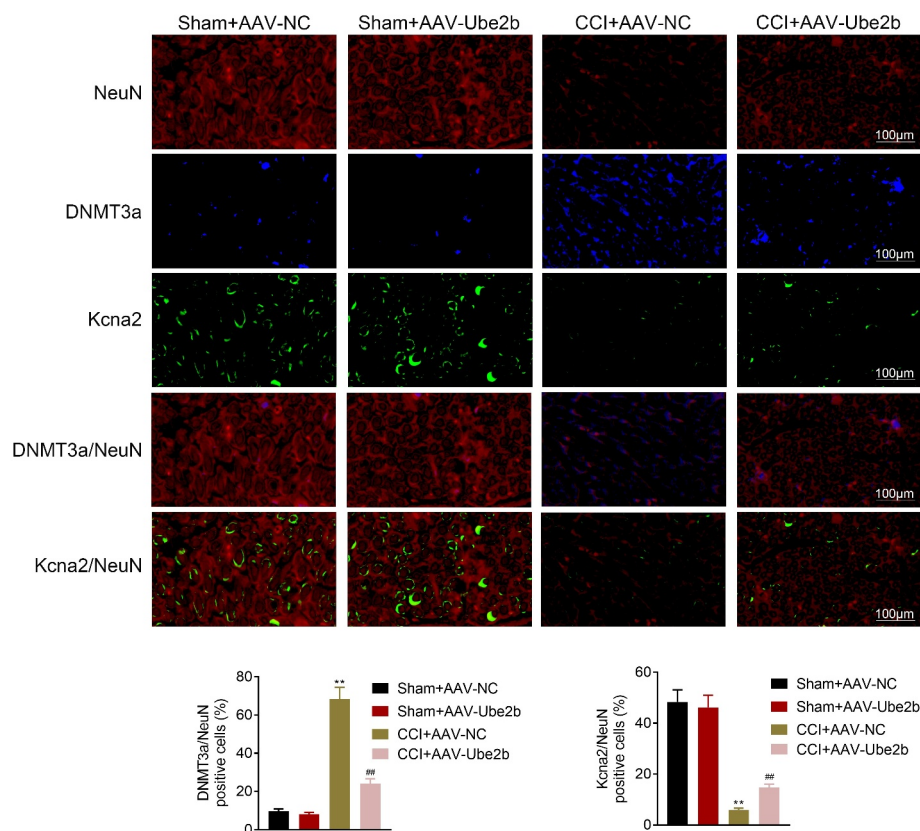 Sham+AAV-NC Sham+AAV-Ube2b CCI+AAV-NC CCI+AAV-Ube2b
NeuN
100μm
DNMT3a
100μm
Kcna2
100μm
DNMT3a/NeuN
100μm
Kcna2/NeuN
100μm
DNMT3a/NeuN
positive cells (%)
80
60
40
20
0
**
##
Sham+AAV-NC
Sham+AAV-Ube2b
CCI+AAV-NC
CCI+AAV-Ube2b
Kcna2/NeuN
positive cells (%)
60
40
20
0
**
##
Sham+AAV-NC
Sham+AAV-Ube2b
CCI+AAV-NC
CCI+AAV-Ube2b